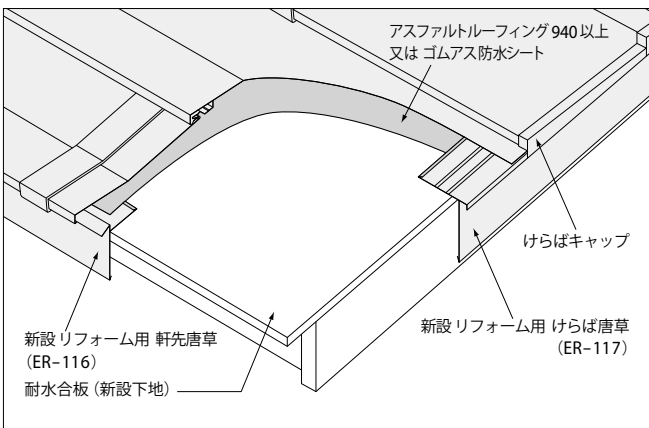 アスファルトルーフィング940以上
又は ゴムアス防水シート
けらばキャップ
新設 リフォーム用 軒先唐草
（ER−116）
新設 リフォーム用 けらば唐草
（ER−117）
耐水合板（新設下地）